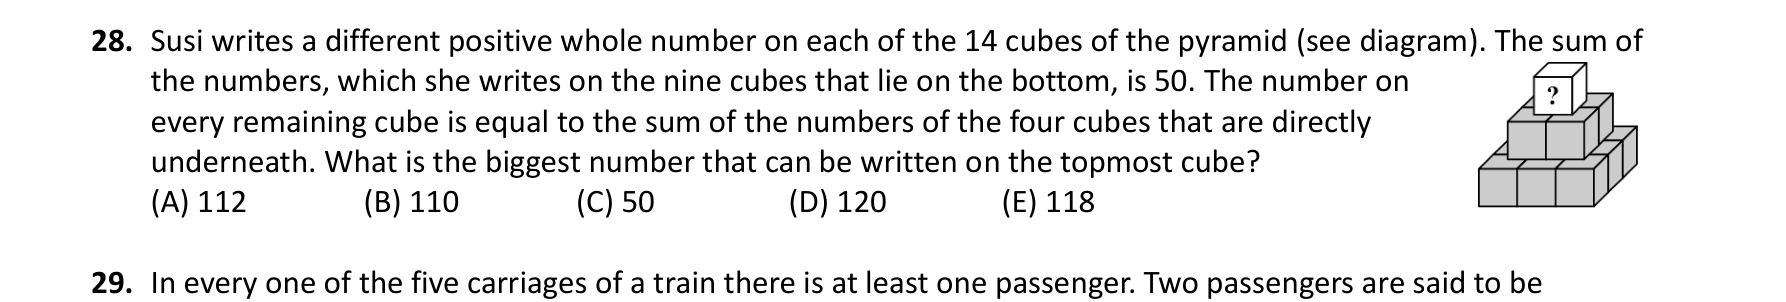 28. Susi writes a different positive whole number on each of the 14 cubes of the pyramid (see diagram). The sum of
the numbers, which she writes on the nine cubes that lie on the bottom, is 50. The number on
every remaining cube is equal to the sum of the numbers of the four cubes that are directly
underneath. What is the biggest number that can be written on the topmost cube?
?
(A) 112 (B) 110 (C) 50 (D) 120 (E) 118
29. In every one of the five carriages of a train there is at least one passenger. Two passengers are said to be